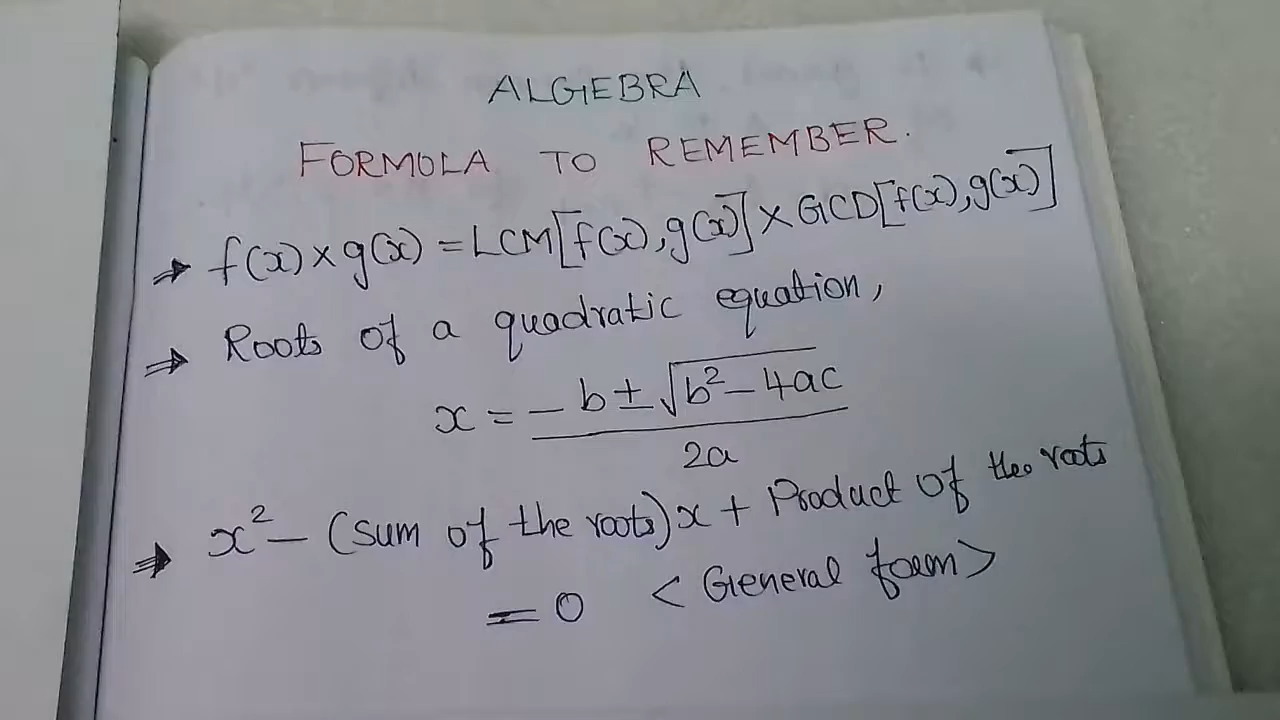 ALGEBRA
FORMULA TO REMEMBER.
⇒ f(x) × g(x) = LCM[f(x), g(x)] × GCD[f(x), g(x)]
⇒ Roots of a quadratic equation,
x = −b ± √b² − 4ac
2a
⇒ x² − (sum of the roots)x + Product of the roots
= 0 < General form >